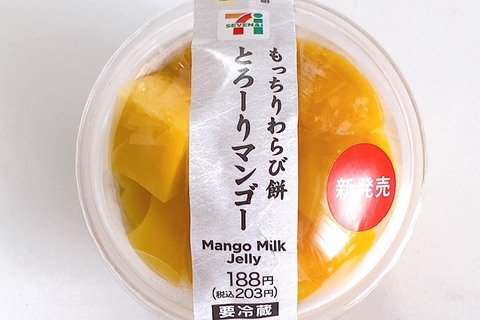 SEVEN&i
もっちりわらび餅
とろーりマンゴー
Mango Milk
Jelly
188円
(税込203円)
要冷蔵
新発売